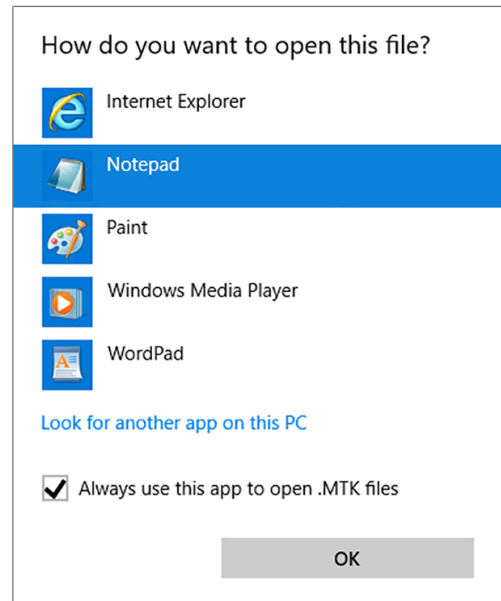 How do you want to open this file?
Internet Explorer
Notepad
Paint
Windows Media Player
WordPad
Look for another app on this PC
Always use this app to open .MTK files
OK